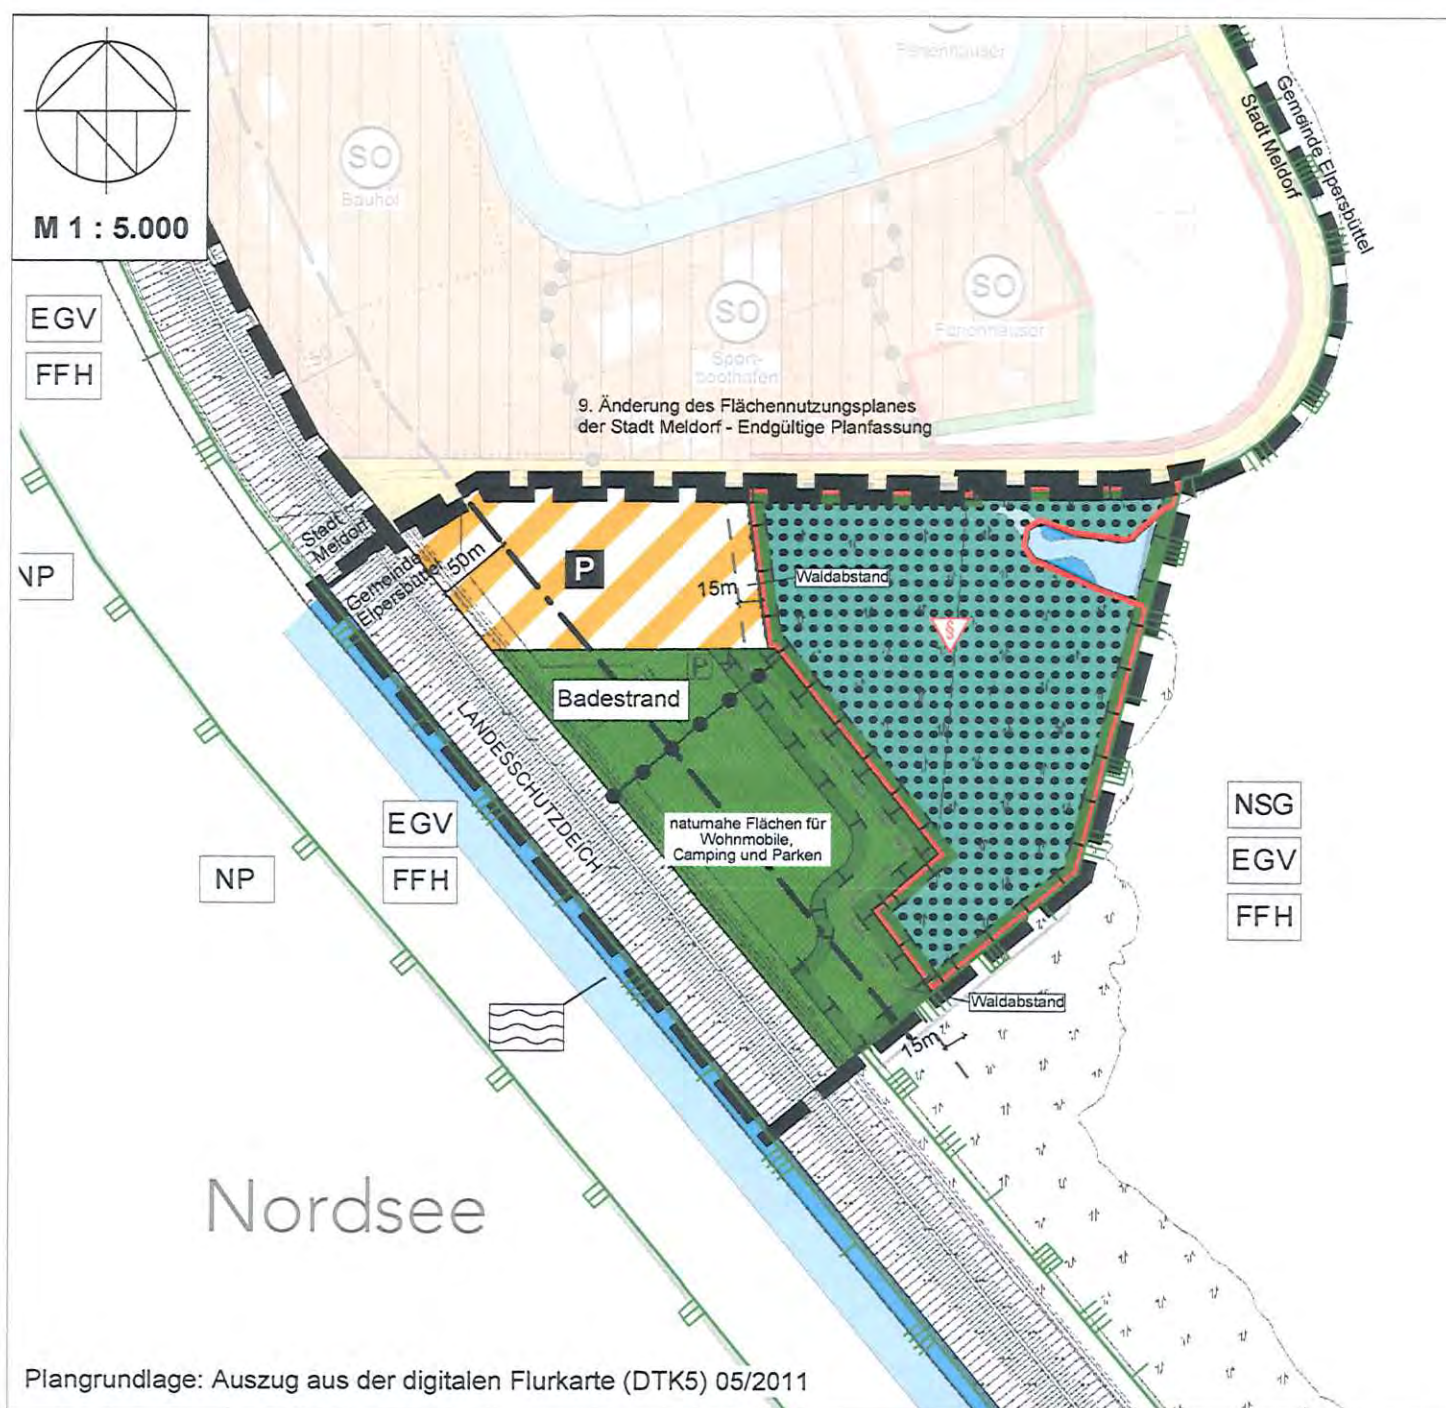 M 1 : 5.000
Ferienhäuser
SO
Bauhof
SO
Sport-
boothafen
SO
Ferienhäuser
Stadt Meldorf
Gemeinde Elpersbüttel
EGV
FFH
50
9. Änderung des Flächennutzungsplanes
der Stadt Meldorf - Endgültige Planfassung
Stadt
Meldorf
Gemeinde
Elpersbüttel
50m
P
15m
Waldabstand
§
NP
P
Badestrand
LANDESSCHUTZDEICH
naturnahe Flächen für
Wohnmobile,
Camping und Parken
EGV
FFH
NP
NSG
EGV
FFH
Waldabstand
15m
Nordsee
Plangrundlage: Auszug aus der digitalen Flurkarte (DTK5) 05/2011